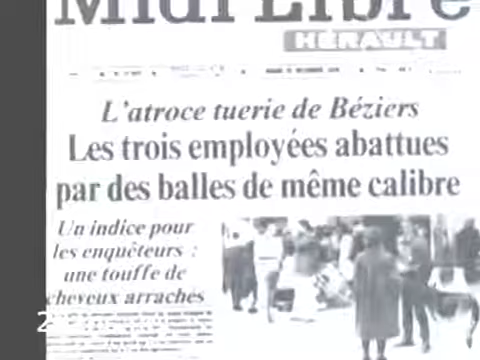 Midi Libre
HÉRAULT
L'atroce tuerie de Béziers
Les trois employées abattues
par des balles de même calibre
Un indice pour
les enquêteurs :
une touffe de
cheveux arrachés